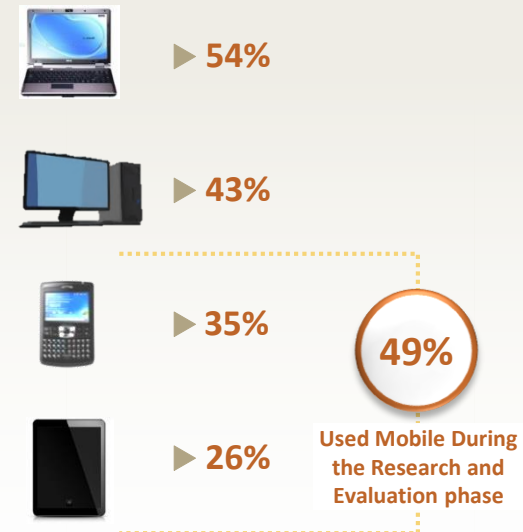 54%
43%
35%
49%
26%
Used Mobile During
the Research and
Evaluation phase